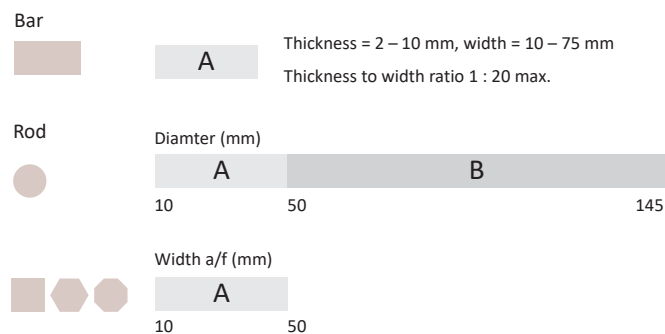 Bar
A
Thickness = 2 – 10 mm, width = 10 – 75 mm
Thickness to width ratio 1 : 20 max.
Rod
Diamter (mm)
A B
10 50 145
Width a/f (mm)
A
10 50